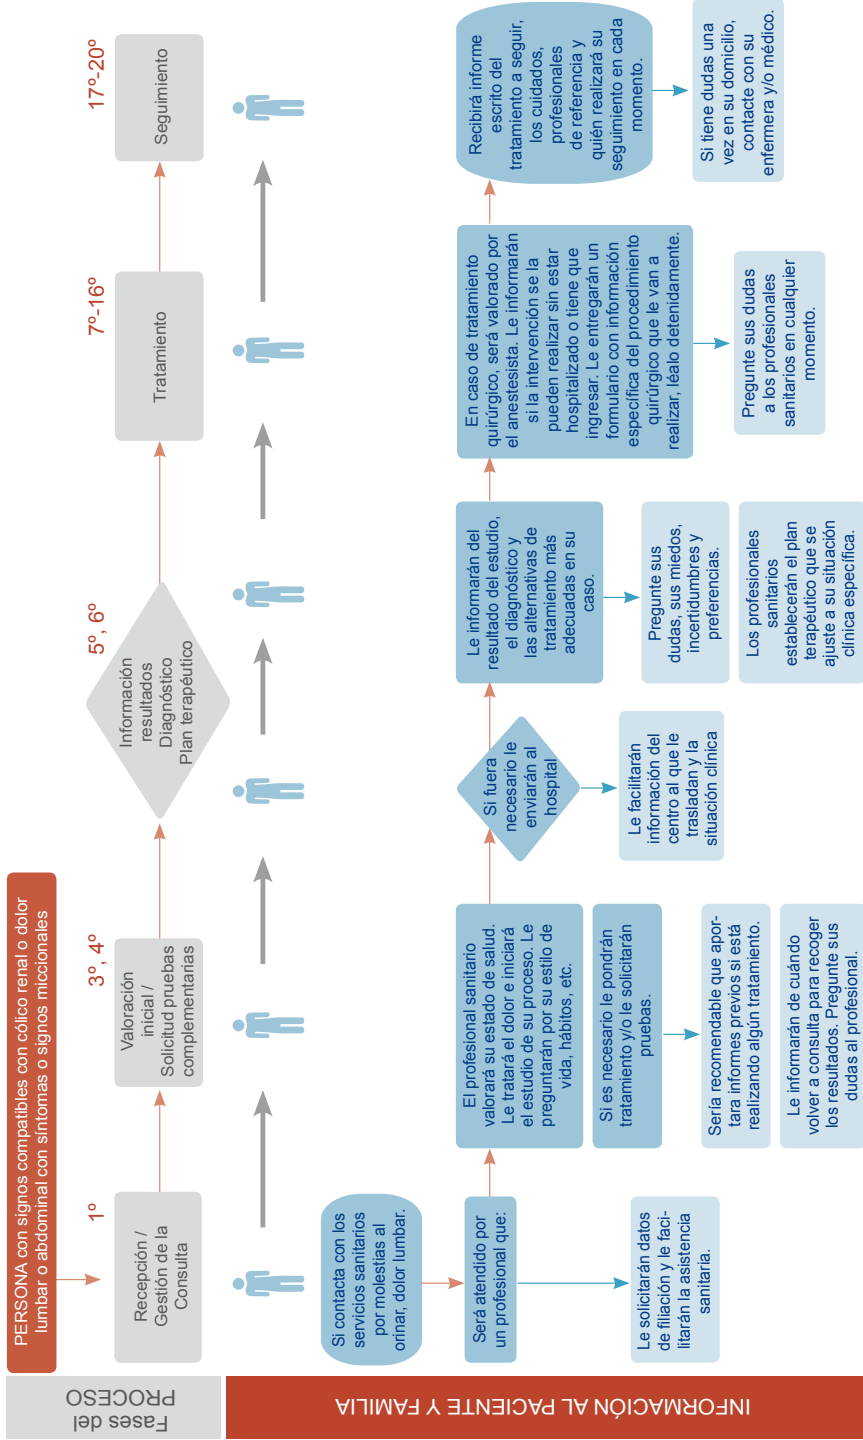 Fases del
PROCESO
PERSONA con signos compatibles con cólico renal o dolor
lumbar o abdominal con síntomas o signos miccionales
1º
Recepción /
Gestión de la
Consulta
3º, 4º
Valoración
inicial /
Solicitud pruebas
complementarias
5º, 6º
Información
resultados
Diagnóstico
Plan terapéutico
7º-16º
Tratamiento
17º-20º
Seguimiento
INFORMACIÓN AL PACIENTE Y FAMILIA
Si contacta con los
servicios sanitarios
por molestias al
orinar, dolor lumbar.
Será atendido por
un profesional que:
Le solicitarán datos
de filiación y le faci-
litarán la asistencia
sanitaria.
El profesional sanitario
valorará su estado de salud.
Le tratará el dolor e iniciará
el estudio de su proceso. Le
preguntarán por su estilo de
vida, hábitos, etc.
Si es necesario le pondrán
tratamiento y/o le solicitarán
pruebas.
Sería recomendable que apor-
tara informes previos si está
realizando algún tratamiento.
Le informarán de cuándo
volver a consulta para recoger
los resultados. Pregunte sus
dudas al profesional.
Si fuera
necesario le
enviarán al
hospital
Le facilitarán
información del
centro al que le
trasladan y la
situación clínica
Le informarán del
resultado del estudio,
el diagnóstico y
las alternativas de
tratamiento más
adecuadas en su
caso.
Pregunte sus
dudas, sus miedos,
incertidumbres y
preferencias.
Los profesionales
sanitarios
establecerán el plan
terapéutico que se
ajuste a su situación
clínica específica.
En caso de tratamiento
quirúrgico, será valorado por
el anestesista. Le informarán
si la intervención se la
pueden realizar sin estar
hospitalizado o tiene que
ingresar. Le entregarán un
formulario con información
específica del procedimiento
quirúrgico que le van a
realizar, léalo detenidamente.
Pregunte sus dudas
a los profesionales
sanitarios en cualquier
momento.
Recibirá informe
escrito del
tratamiento a seguir,
los cuidados,
profesionales
de referencia y
quién realizará su
seguimiento en cada
momento.
Si tiene dudas una
vez en su domicilio,
contacte con su
enfermera y/o médico.